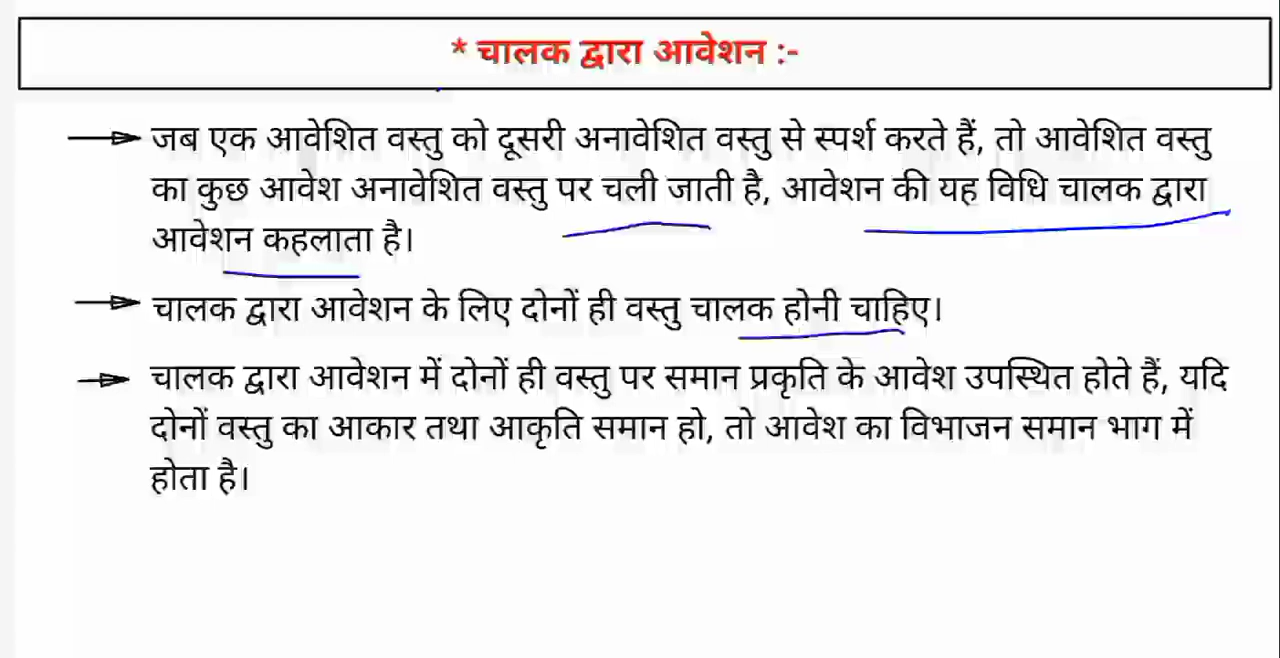 * चालक द्वारा आवेशन :-
जब एक आवेशित वस्तु को दूसरी अनावेशित वस्तु से स्पर्श करते हैं, तो आवेशित वस्तु
का कुछ आवेश अनावेशित वस्तु पर चली जाती है, आवेशन की यह विधि चालक द्वारा
आवेशन कहलाता है।
चालक द्वारा आवेशन के लिए दोनों ही वस्तु चालक होनी चाहिए।
चालक द्वारा आवेशन में दोनों ही वस्तु पर समान प्रकृति के आवेश उपस्थित होते हैं, यदि
दोनों वस्तु का आकार तथा आकृति समान हो, तो आवेश का विभाजन समान भाग में
होता है।